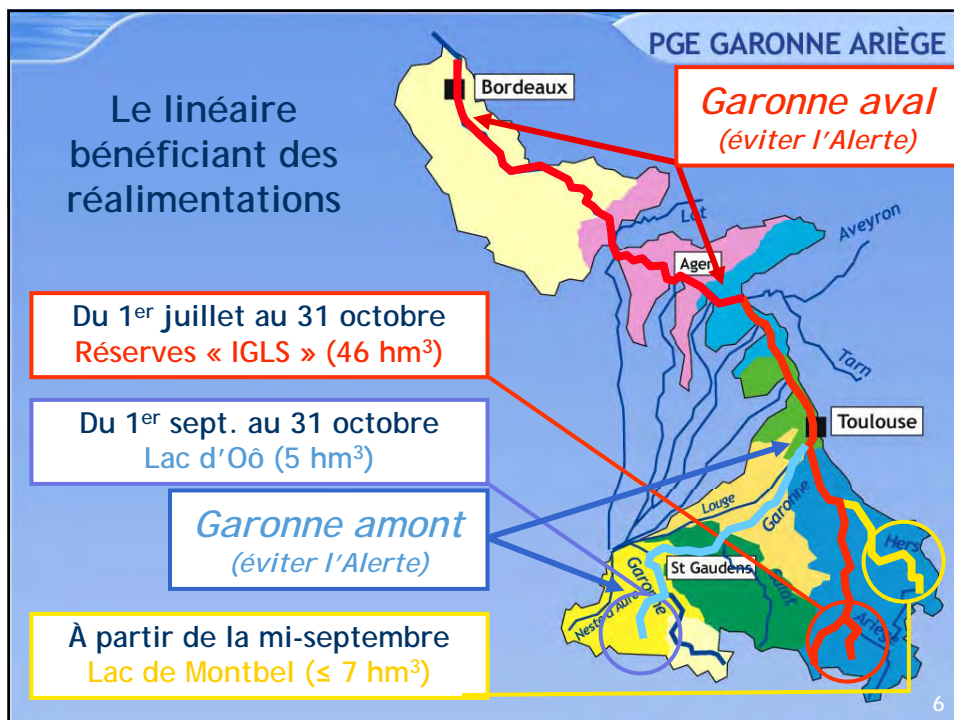 PGE GARONNE ARIÈGE
Le linéaire
bénéficiant des
réalimentations
Bordeaux
Garonne aval
(éviter l'Alerte)
Lot
Aveyron
Agen
Tarn
Du 1er juillet au 31 octobre
Réserves « IGLS » (46 hm³)
Du 1er sept. au 31 octobre
Lac d'Oô (5 hm³)
Toulouse
Garonne amont
(éviter l'Alerte)
Louge
Garonne
Hers
St Gaudens
Salat
Garonne
Neste d'Aure
Ariège
À partir de la mi-septembre
Lac de Montbel (≤ 7 hm³)
6